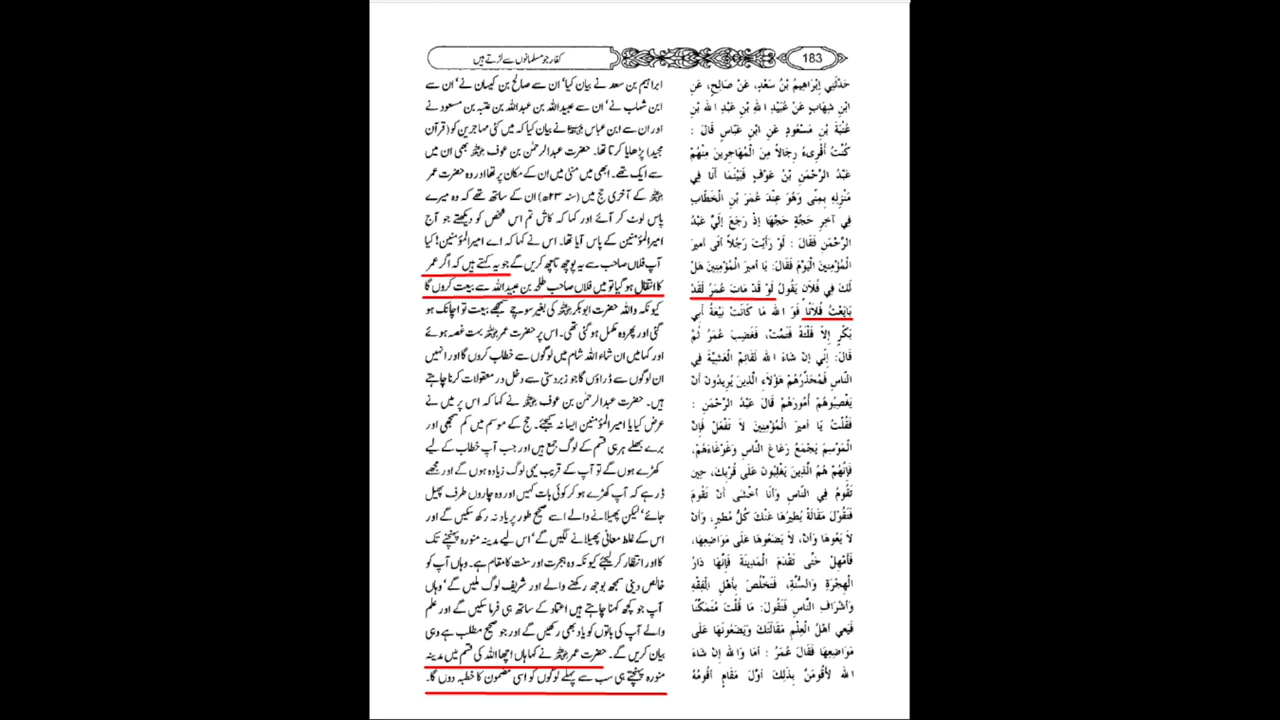 183
کفار جو مسلمانوں سے لڑتے ہیں
حَدَّثَنِي إِبْرَاهِيمُ بْنُ سَعْدٍ، عَنْ صَالِحٍ، عَنِ
ابْنِ شِهَابٍ عَنْ عُبَيْدِ اللهِ بْنِ عَبْدِ اللهِ بْنِ
عُتْبَةَ بْنِ مَسْعُودٍ عَنِ ابْنِ عَبَّاسٍ قَالَ :
كُنْتُ أُقْرِىءُ رِجَالاً مِنَ الْمُهَاجِرِينَ مِنْهُمْ
عَبْدُ الرَّحْمَنِ بْنُ عَوْفٍ فَبَيْنَمَا أَنَا فِي
مَنْزِلِهِ بِمِنًى وَهُوَ عِنْدَ عُمَرَ بْنِ الْخَطَّابِ
فِي آخِرِ حَجَّةٍ حَجَّهَا إِذْ رَجَعَ إِلَيَّ عَبْدُ
الرَّحْمَنِ فَقَالَ : لَوْ رَأَيْتَ رَجُلاً أَتَى أَمِيرَ
الْمُؤْمِنِينَ الْيَوْمَ فَقَالَ: يَا أَمِيرَ الْمُؤْمِنِينَ هَلْ
لَكَ فِي فُلاَنٍ يَقُولُ لَوْ قَدْ مَاتَ عُمَرُ لَقَدْ
بَايَعْتُ فُلاَنًا فَوَ اللهِ مَا كَانَتْ بَيْعَةُ أَبِي
بَكْرٍ إِلاَّ فَلْتَةً فَتَمَّتْ، فَغَضِبَ عُمَرُ ثُمَّ
قَالَ: إِنِّي إِنْ شَاءَ الله لَقَائِمٌ الْعَشِيَّةَ فِي
النَّاسِ فَمُحَذِّرُهُمْ هَؤُلاَءِ الَّذِينَ يُرِيدُونَ أَنْ
يَغْصِبُوهُمْ أُمُورَهُمْ قَالَ عَبْدُ الرَّحْمَنِ :
فَقُلْتُ يَا أَمِيرَ الْمُؤْمِنِينَ لاَ تَفْعَلْ فَإِنَّ
الْمَوْسِمَ يَجْمَعُ رَعَاعَ النَّاسِ وَغَوْغَاءَهُمْ،
فَإِنَّهُمْ هُمُ الَّذِينَ يَغْلِبُونَ عَلَى قُرْبِكَ، حِينَ
تَقُومُ فِي النَّاسِ وَأَنَا أَخْشَى أَنْ تَقُومَ
فَتَقُولَ مَقَالَةً يُطَيِّرُهَا عَنْكَ كُلُّ مُطَيِّرٍ، وَأَنْ
لاَ يَعُوهَا وَأَنْ، لاَ يَضَعُوهَا عَلَى مَوَاضِعِهَا،
فَأَمْهِلْ حَتَّى تَقْدَمَ الْمَدِينَةَ فَإِنَّهَا دَارُ
الْهِجْرَةِ وَالسُّنَّةِ، فَتَخْلُصَ بِأَهْلِ الْفِقْهِ
وَأَشْرَافِ النَّاسِ فَتَقُولَ: مَا قُلْتَ مُتَمَكِّنًا
فَيَعِي أَهْلُ الْعِلْمِ مَقَالَتَكَ وَيَضَعُونَهَا عَلَى
مَوَاضِعِهَا فَقَالَ عُمَرُ : أَمَا وَاللهِ إِنْ شَاءَ
الله لأَقُومَنَّ بِذَلِكَ أَوَّلَ مَقَامٍ أَقُومُهُ
ابراہیم بن سعد نے بیان کیا‘ ان سے صالح بن کیسان نے‘ ان سے
ابن شہاب نے‘ ان سے عبیداللہ بن عبداللہ بن عتبہ بن مسعود نے
اور ان سے ابن عباس رضی اللہ عنہما نے بیان کیا کہ میں کئی مہاجرین کو (قرآن
مجید) پڑھایا کرتا تھا۔ حضرت عبدالرحمٰن بن عوف رضی اللہ عنہ بھی ان میں
سے ایک تھے۔ ابھی میں منیٰ میں ان کے مکان پر تھا اور وہ حضرت عمر
رضی اللہ عنہ کے آخری حج میں (سنہ ۲۳ھ) ان کے ساتھ تھے کہ وہ میرے
پاس لوٹ کر آئے اور کہا کہ کاش تم اس شخص کو دیکھتے جو آج
امیرالمؤمنین کے پاس آیا تھا۔ اس نے کہا کہ اے امیرالمؤمنین! کیا
آپ فلاں صاحب سے یہ پوچھ تاچھ کریں گے جو یہ کہتے ہیں کہ اگر عمر
کا انتقال ہو گیا تو میں فلاں صاحب طلحہ بن عبیداللہ سے بیعت کروں گا
کیونکہ واللہ حضرت ابوبکر رضی اللہ عنہ کی بغیر سوچے سمجھے بیعت تو اچانک ہو
گئی اور پھر وہ مکمل ہو گئی تھی۔ اس پر حضرت عمر رضی اللہ عنہ بہت غصہ ہوئے
اور کہا میں ان شاء اللہ شام میں لوگوں سے خطاب کروں گا اور انہیں
ان لوگوں سے ڈراؤں گا جو زبردستی سے دخل در معقولات کرنا چاہتے
ہیں۔ حضرت عبدالرحمٰن بن عوف رضی اللہ عنہ نے کہا کہ اس پر میں نے
عرض کیا یا امیرالمؤمنین ایسا نہ کیجئے۔ حج کے موسم میں کم سمجھی اور
برے بھلے ہر ہی قسم کے لوگ جمع ہیں اور جب آپ خطاب کے لیے
کھڑے ہوں گے تو آپ کے قریب یہی لوگ زیادہ ہوں گے اور مجھے
ڈر ہے کہ آپ کھڑے ہو کر کوئی بات کہیں اور وہ چاروں طرف پھیل
جائے‘ لیکن پھیلانے والے اسے صحیح طور پر یاد نہ رکھ سکیں گے اور
اس کے غلط معانی پھیلانے لگیں گے‘ اس لیے مدینہ منورہ پہنچنے تک
کا اور انتظار کر لیجئے کیونکہ وہ ہجرت اور سنت کا مقام ہے۔ وہاں آپ کو
خالص دینی سمجھ بوجھ رکھنے والے اور شریف لوگ ملیں گے‘ وہاں
آپ جو کچھ کہنا چاہتے ہیں اعتماد کے ساتھ ہی فرما سکیں گے اور علم
والے آپ کی باتوں کو یاد بھی رکھیں گے اور جو صحیح مطلب ہے وہی
بیان کریں گے۔ حضرت عمر رضی اللہ عنہ نے کہا ہاں اچھا اللہ کی قسم میں مدینہ
منورہ پہنچتے ہی سب سے پہلے لوگوں کو اسی مضمون کا خطبہ دوں گا۔